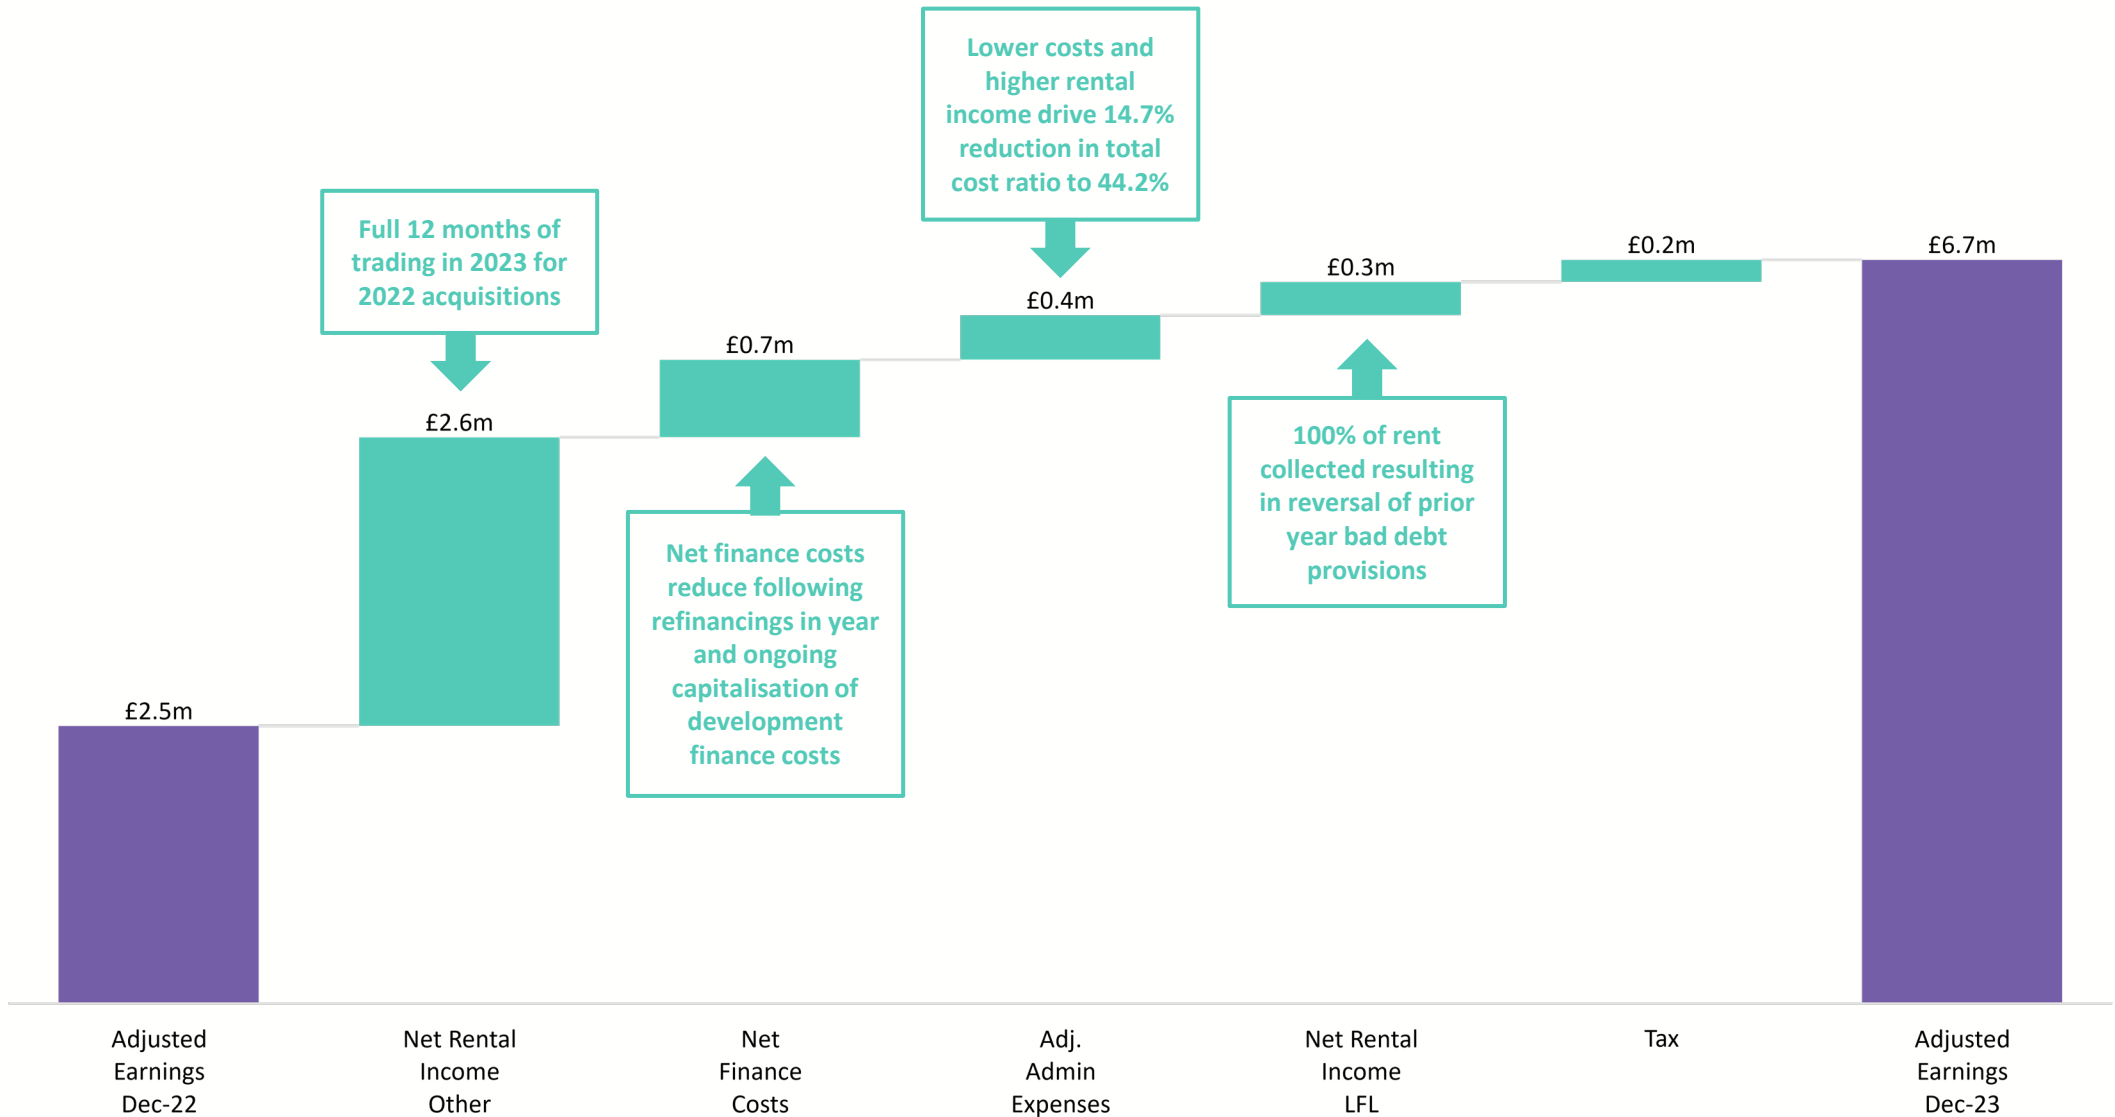 Lower costs and
higher rental
income drive 14.7%
reduction in total
cost ratio to 44.2%
Full 12 months of
trading in 2023 for
2022 acquisitions
Net finance costs
reduce following
refinancings in year
and ongoing
capitalisation of
development
finance costs
100% of rent
collected resulting
in reversal of prior
year bad debt
provisions
£2.5m
£2.6m
£0.7m
£0.4m
£0.3m
£0.2m
£6.7m
Adjusted
Earnings
Dec-22
Net Rental
Income
Other
Net
Finance
Costs
Adj.
Admin
Expenses
Net Rental
Income
LFL
Tax
Adjusted
Earnings
Dec-23